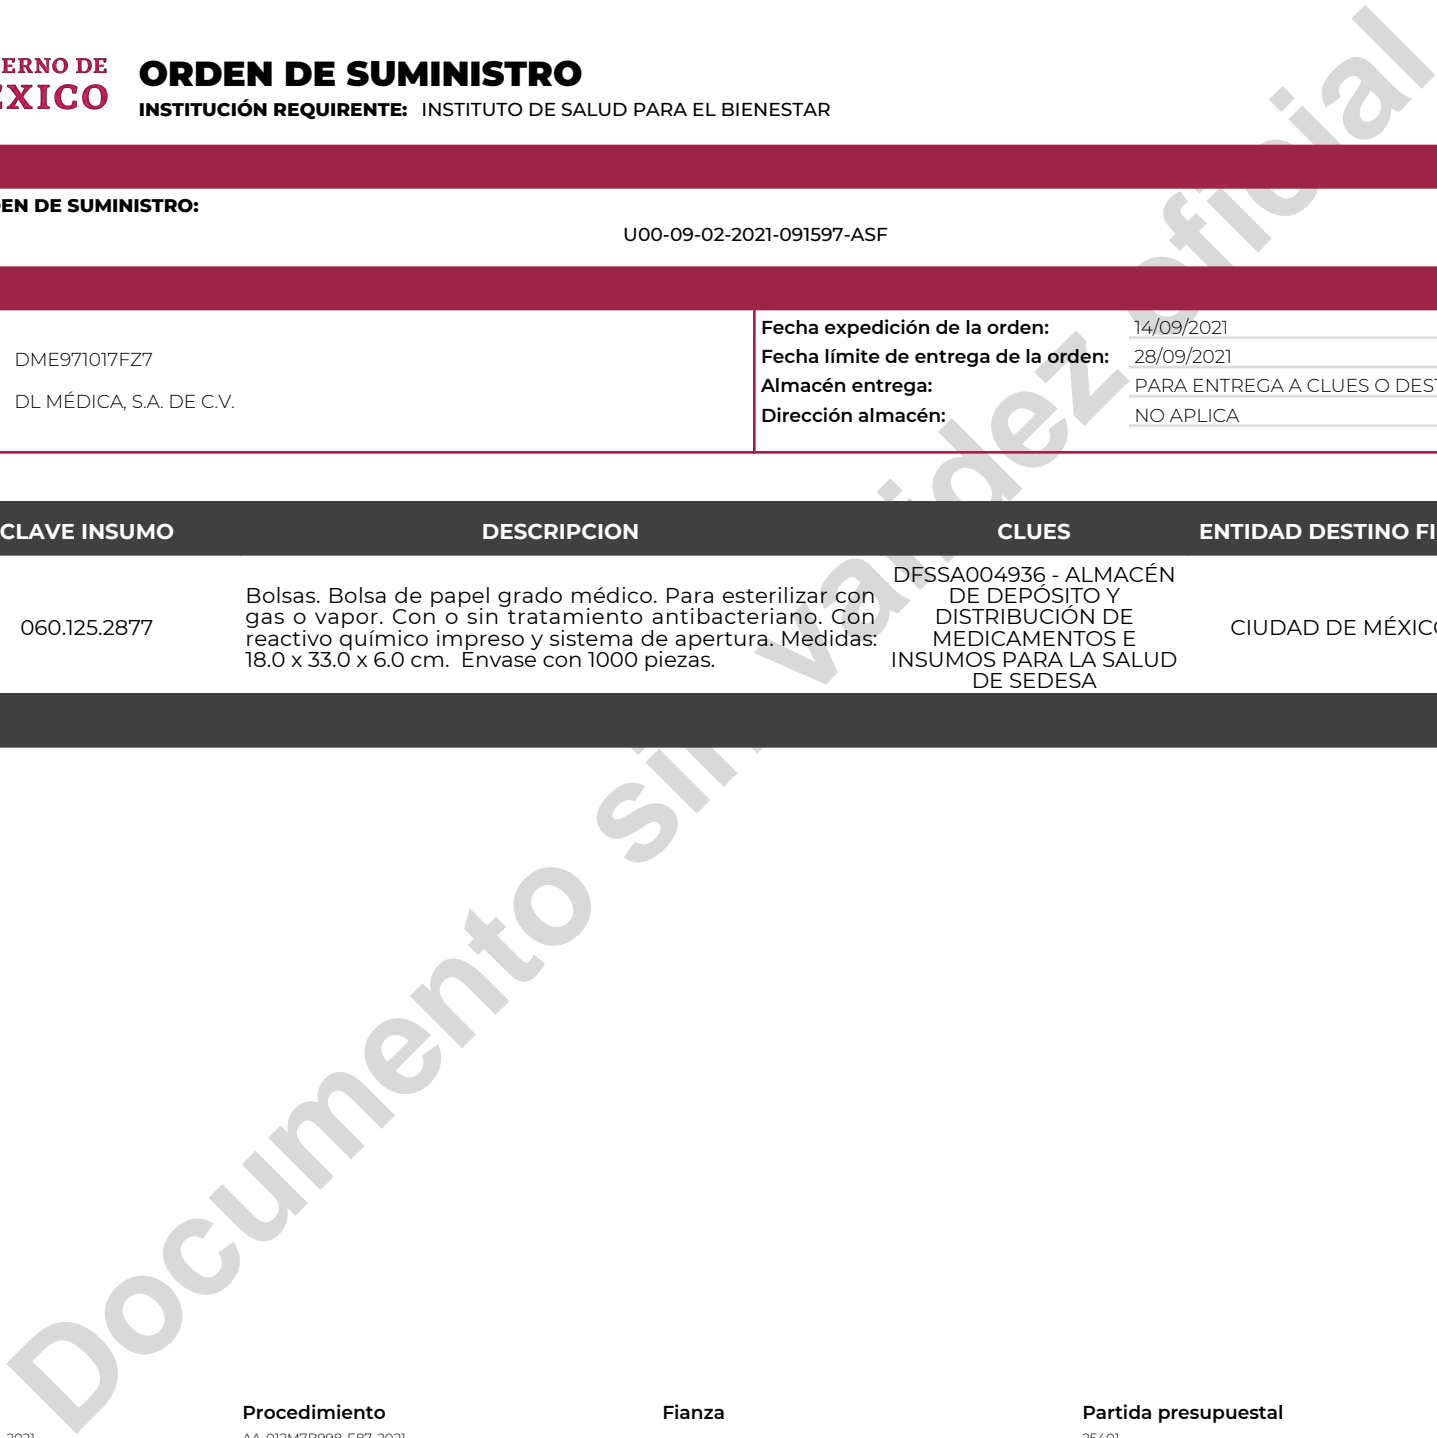 ERNO DE
EXICO
ORDEN DE SUMINISTRO
INSTITUCIÓN REQUIRENTE: INSTITUTO DE SALUD PARA EL BIENESTAR
EN DE SUMINISTRO:
U00-09-02-2021-091597-ASF
DME971017FZ7
DL MÉDICA, S.A. DE C.V.
Fecha expedición de la orden: 14/09/2021
Fecha límite de entrega de la orden: 28/09/2021
Almacén entrega: PARA ENTREGA A CLUES O DEST
Dirección almacén: NO APLICA
CLAVE INSUMO DESCRIPCION CLUES ENTIDAD DESTINO FI
060.125.2877
Bolsas. Bolsa de papel grado médico. Para esterilizar con
gas o vapor. Con o sin tratamiento antibacteriano. Con
reactivo químico impreso y sistema de apertura. Medidas:
18.0 x 33.0 x 6.0 cm. Envase con 1000 piezas.
DFSSA004936 - ALMACÉN
DE DEPÓSITO Y
DISTRIBUCIÓN DE
MEDICAMENTOS E
INSUMOS PARA LA SALUD
DE SEDESA
CIUDAD DE MÉXICO
Documento sin validez oficial
Procedimiento Fianza Partida presupuestal